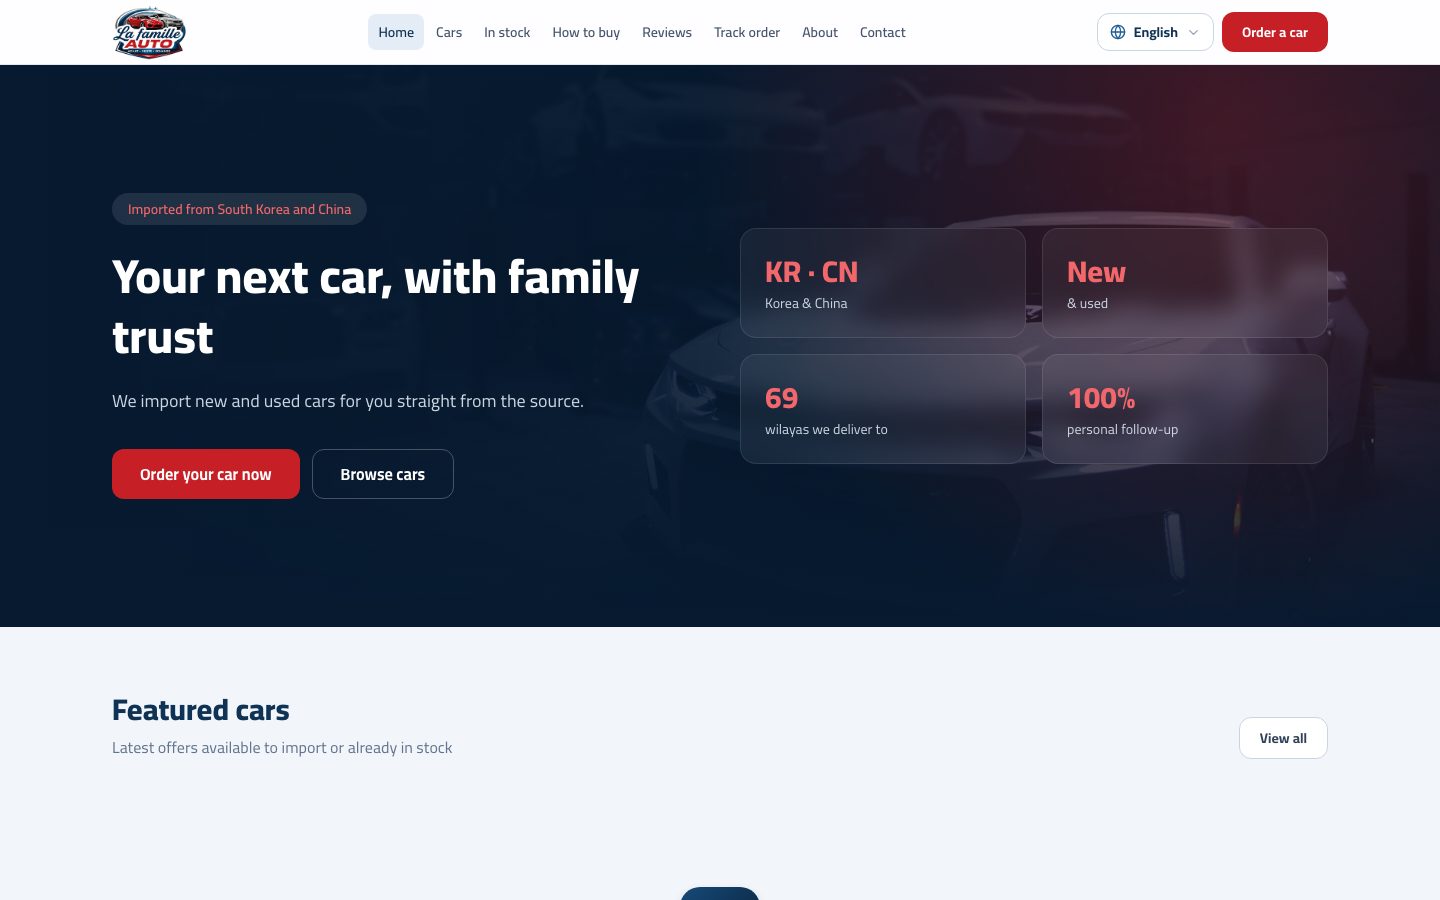 La famille
AUTO
Home
Cars
In stock
How to buy
Reviews
Track order
About
Contact
English
Order a car
Imported from South Korea and China
Your next car, with family
trust
We import new and used cars for you straight from the source.
Order your car now
Browse cars
KR · CN
Korea & China
New
& used
69
wilayas we deliver to
100%
personal follow-up
Featured cars
Latest offers available to import or already in stock
View all